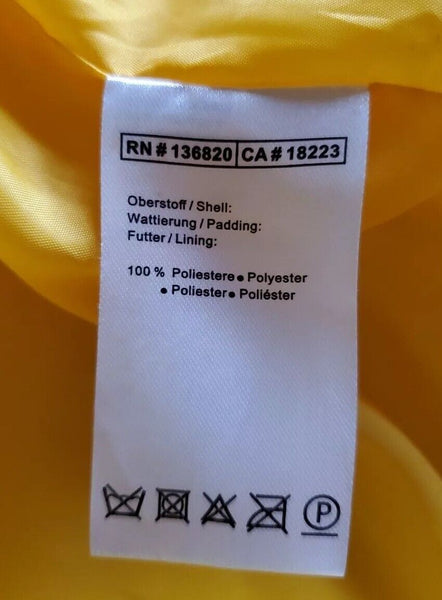 RN # 136820 CA # 18223
Oberstoff / Shell:
Wattierung / Padding:
Futter / Lining:
100 % Poliestere • Polyester
• Poliester • Poliéster
P